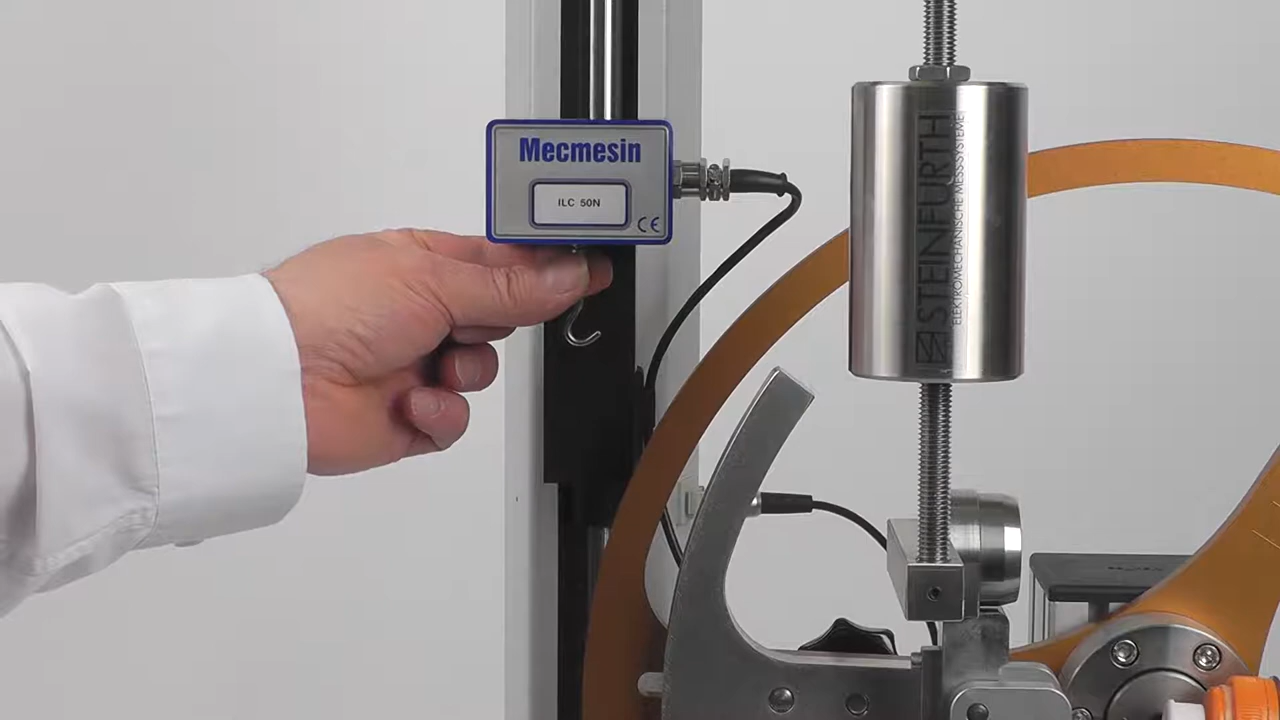 Mecmesin
ILC 50N
CE
STEINFURTH
ELEKTROMECHANISCHE MESSSYSTEME